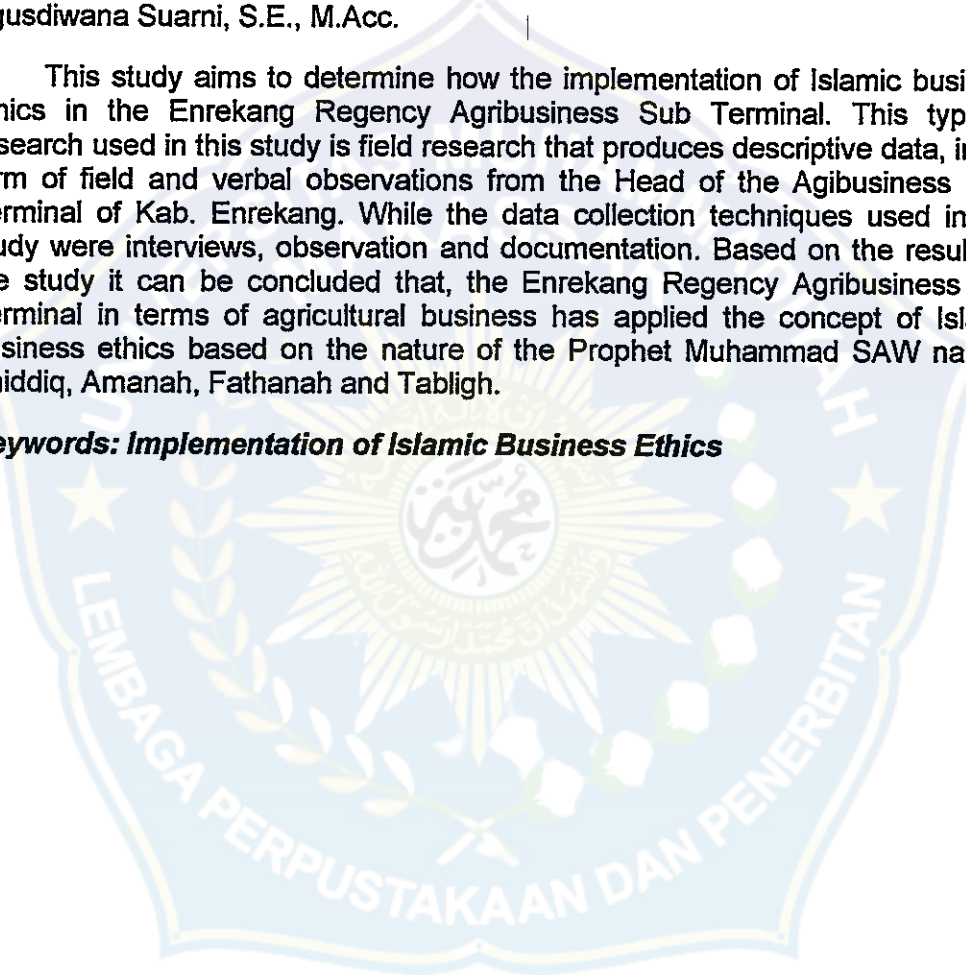 gusdiwana Suarni, S.E., M.Acc.
This study aims to determine how the implementation of Islamic busi
hics in the Enrekang Regency Agribusiness Sub Terminal. This typ
search used in this study is field research that produces descriptive data, in
rm of field and verbal observations from the Head of the Agibusiness
erminal of Kab. Enrekang. While the data collection techniques used in
udy were interviews, observation and documentation. Based on the resul
e study it can be concluded that, the Enrekang Regency Agribusiness
erminal in terms of agricultural business has applied the concept of Isl
siness ethics based on the nature of the Prophet Muhammad SAW na
iddiq, Amanah, Fathanah and Tabligh.
eywords: Implementation of Islamic Business Ethics
LEMBAGA PERPUSTAKAAN DAN PENERBITAN